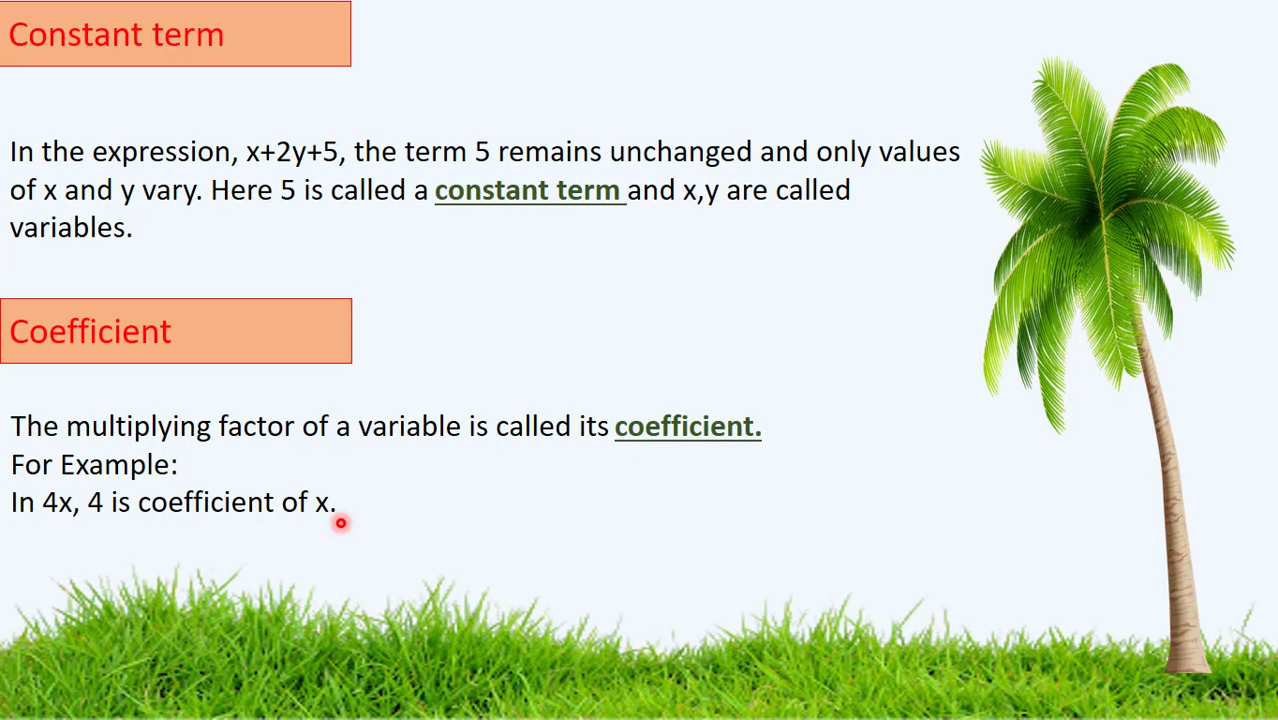 Constant term
In the expression, x+2y+5, the term 5 remains unchanged and only values
of x and y vary. Here 5 is called a constant term and x,y are called
variables.
Coefficient
The multiplying factor of a variable is called its coefficient.
For Example:
In 4x, 4 is coefficient of x.